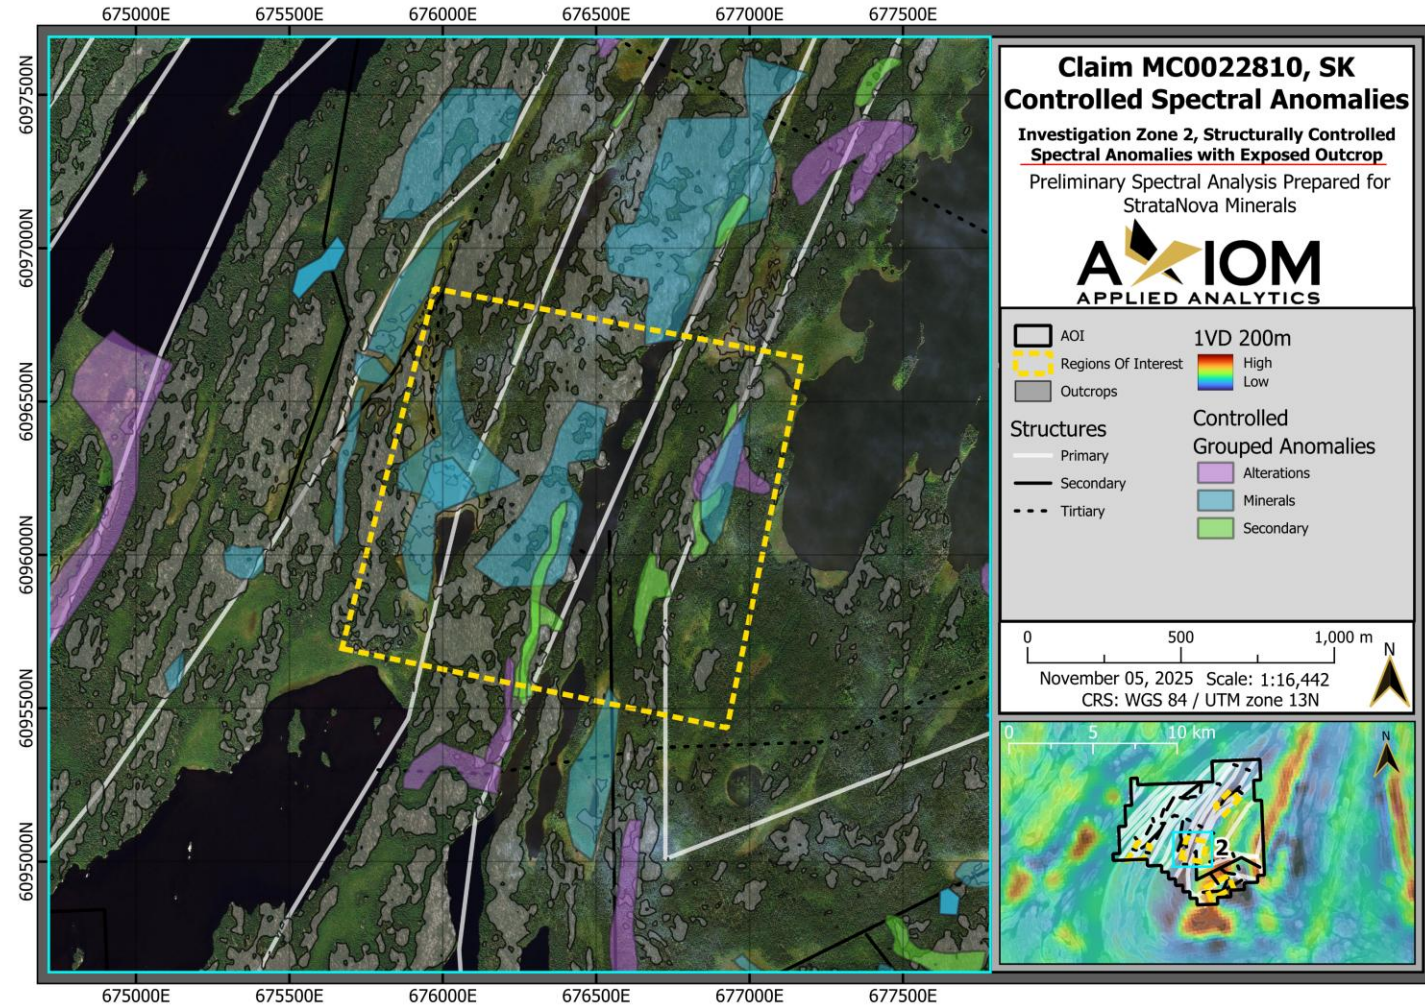 675000E 675500E 676000E 676500E 677000E 677500E
6097500N
6097000N
6096500N
6096000N
6095500N
6095000N
675000E 675500E 676000E 676500E 677000E 677500E
Claim MC0022810, SK
Controlled Spectral Anomalies
Investigation Zone 2, Structurally Controlled
Spectral Anomalies with Exposed Outcrop
Preliminary Spectral Analysis Prepared for
StrataNova Minerals
AXIOM
APPLIED ANALYTICS
AOI
Regions Of Interest
Outcrops
Structures
Primary
Secondary
Tirtiary
1VD 200m
High
Low
Controlled
Grouped Anomalies
Alterations
Minerals
Secondary
0 500 1,000 m
N
November 05, 2025 Scale: 1:16,442
CRS: WGS 84 / UTM zone 13N
0 5 10 km
N
2